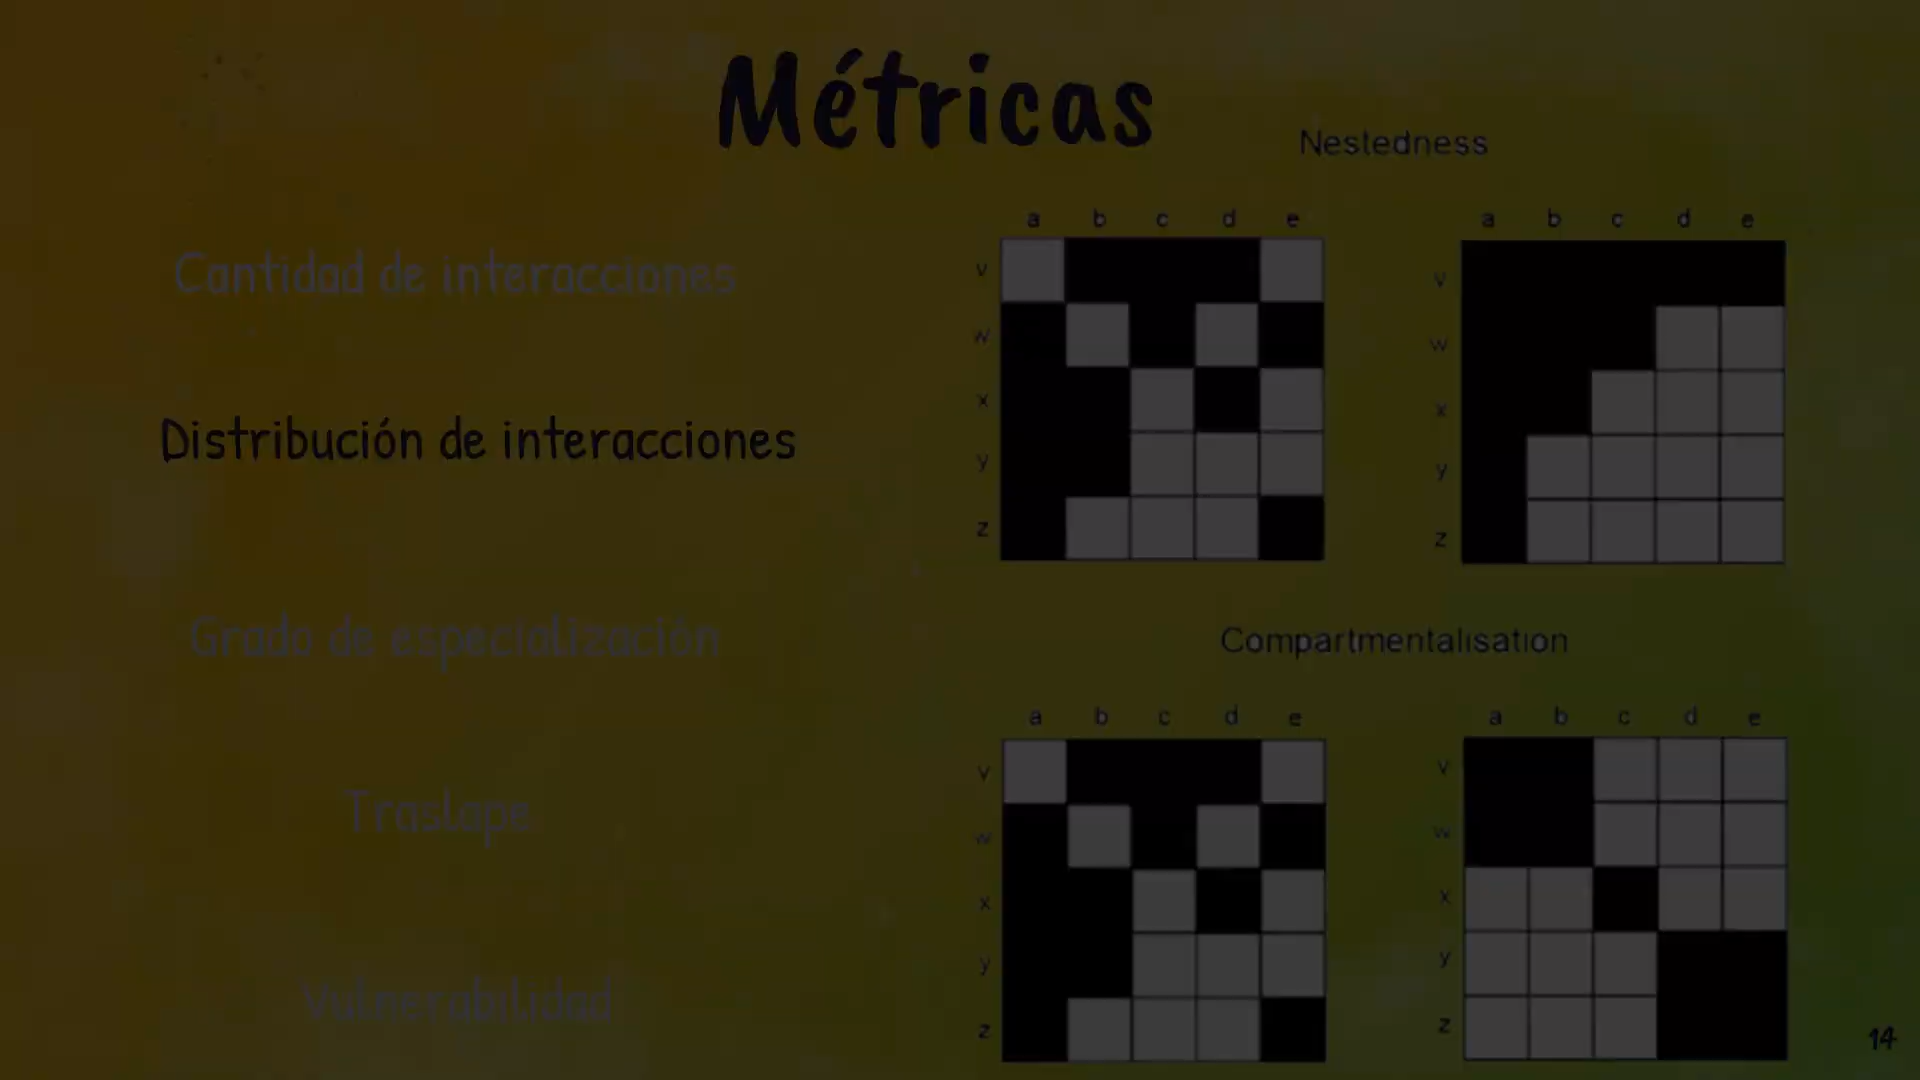 Métricas
Nestedness
Cantidad de interacciones
Distribución de interacciones
Grado de especialización
Traslape
Vulnerabilidad
a b c d e
v
w
x
y
z
a b c d e
v
w
x
y
z
Compartmentalisation
a b c d e
v
w
x
y
z
a b c d e
v
w
x
y
z
14